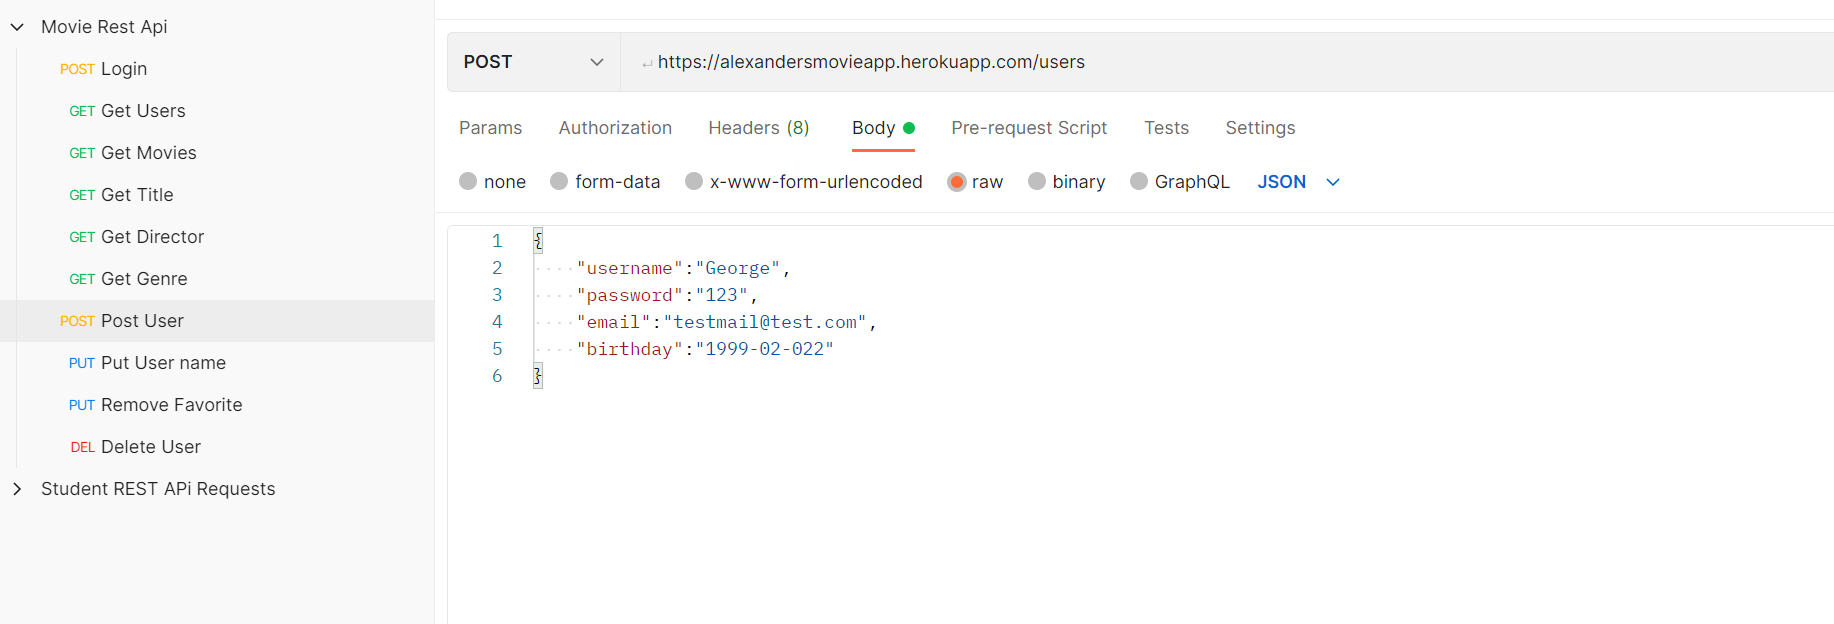 Movie Rest Api
POST Login
GET Get Users
GET Get Movies
GET Get Title
GET Get Director
GET Get Genre
POST Post User
PUT Put User name
PUT Remove Favorite
DEL Delete User
Student REST APi Requests
POST ↵ https://alexandersmovieapp.herokuapp.com/users
Params Authorization Headers (8) Body Pre-request Script Tests Settings
none form-data x-www-form-urlencoded raw binary GraphQL JSON
1 {
2 ····"username":"George",
3 ····"password":"123",
4 ····"email":"testmail@test.com",
5 ····"birthday":"1999-02-022"
6 }